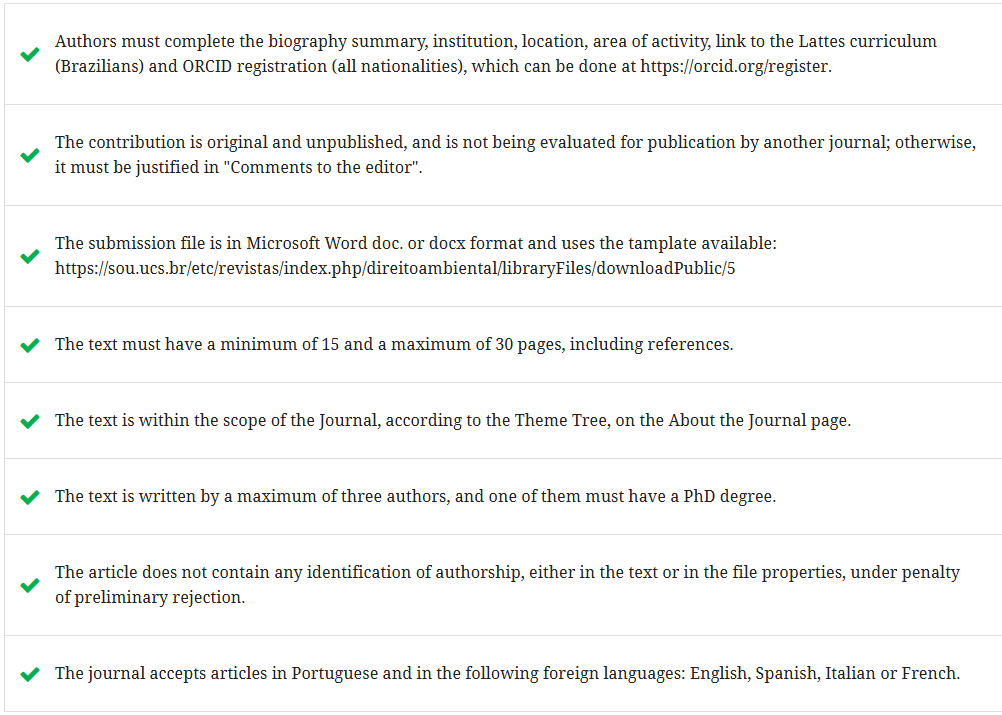 Authors must complete the biography summary, institution, location, area of activity, link to the Lattes curriculum
(Brazilians) and ORCID registration (all nationalities), which can be done at https://orcid.org/register.
The contribution is original and unpublished, and is not being evaluated for publication by another journal; otherwise,
it must be justified in "Comments to the editor".
The submission file is in Microsoft Word doc. or docx format and uses the tamplate available:
https://sou.ucs.br/etc/revistas/index.php/direitoambiental/libraryFiles/downloadPublic/5
The text must have a minimum of 15 and a maximum of 30 pages, including references.
The text is within the scope of the Journal, according to the Theme Tree, on the About the Journal page.
The text is written by a maximum of three authors, and one of them must have a PhD degree.
The article does not contain any identification of authorship, either in the text or in the file properties, under penalty
of preliminary rejection.
The journal accepts articles in Portuguese and in the following foreign languages: English, Spanish, Italian or French.